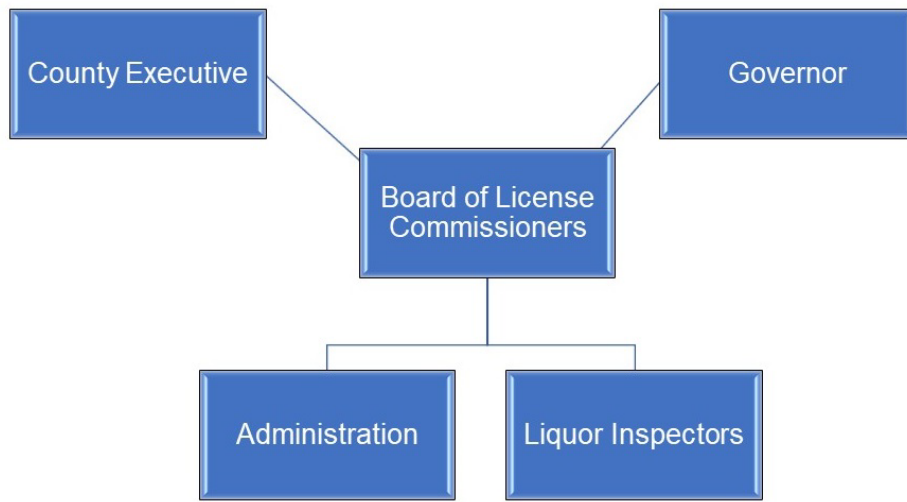 County Executive
Governor
Board of License
Commissioners
Administration
Liquor Inspectors